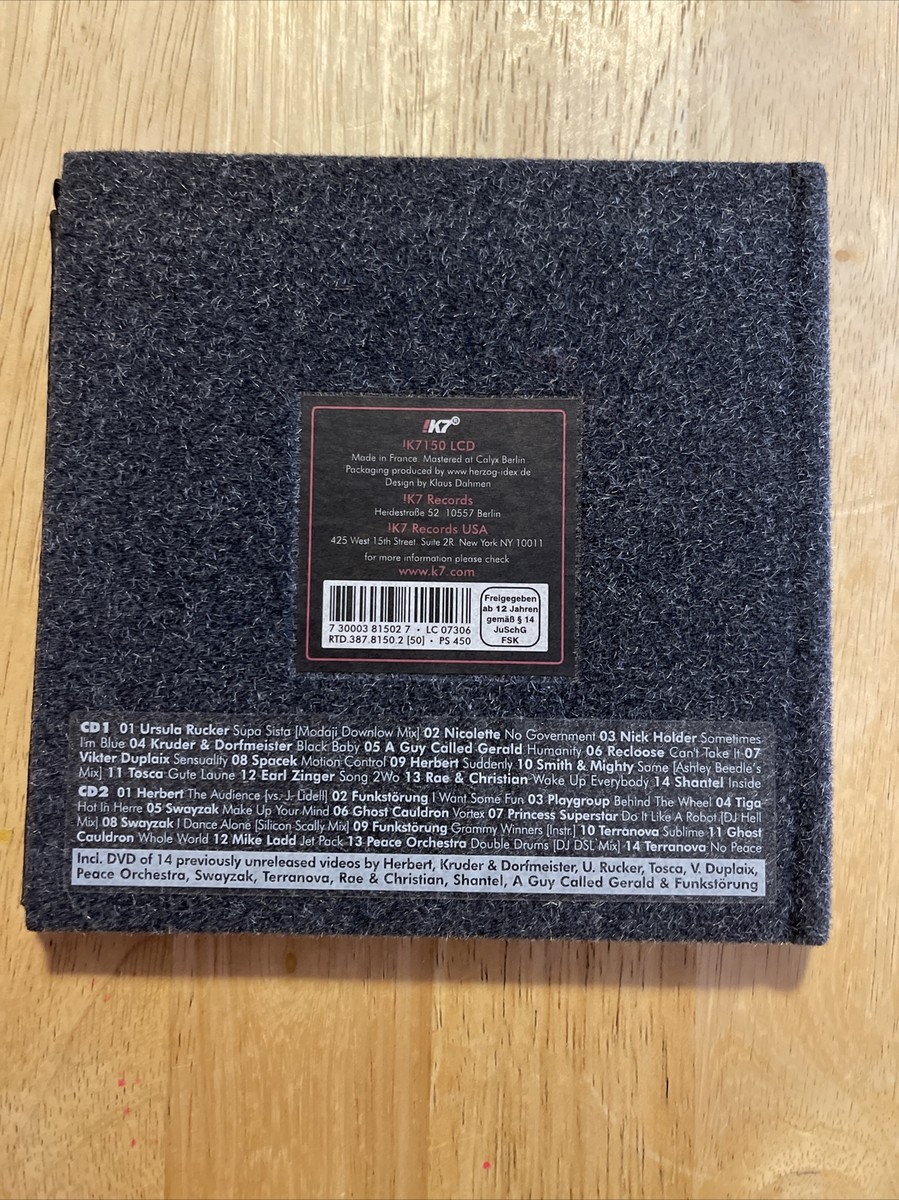 !K7®
!K7150 LCD
Made in France. Mastered at Calyx Berlin
Packaging produced by www.herzog-idex.de
Design by Klaus Dahmen
!K7 Records
Heidestraße 52 10557 Berlin
!K7 Records USA
425 West 15th Street. Suite 2R. New York NY 10011
for more information please check
www.k7.com
7 30003 81502 7 · LC 07306
RTD.387.8150.2 [50] · PS 450
Freigegeben
ab 12 Jahren
gemäß § 14
JuSchG
FSK
CD1 01 Ursula Rucker Supa Sista [Modaji Downlow Mix] 02 Nicolette No Government 03 Nick Holder Sometimes
I'm Blue 04 Kruder & Dorfmeister Black Baby 05 A Guy Called Gerald Humanity 06 Recloose Can't Take It 07
Vikter Duplaix Sensuality 08 Spacek Motion Control 09 Herbert Suddenly 10 Smith & Mighty Same [Ashley Beedle's
Mix] 11 Tosca Gute Laune 12 Earl Zinger Song 2Wo 13 Rae & Christian Wake Up Everybody 14 Shantel Inside
CD2 01 Herbert The Audience [vs. J. Lidell] 02 Funkstörung I Want Some Fun 03 Playgroup Behind The Wheel 04 Tiga
Hot In Herre 05 Swayzak Make Up Your Mind 06 Ghost Cauldron Vortex 07 Princess Superstar Do It Like A Robot [DJ Hell
Mix] 08 Swayzak I Dance Alone [Silicon Scally Mix] 09 Funkstörung Grammy Winners [Instr.] 10 Terranova Sublime 11 Ghost
Cauldron Whole World 12 Mike Ladd Jet Pack 13 Peace Orchestra Double Drums [DJ DSL Mix] 14 Terranova No Peace
Incl. DVD of 14 previously unreleased videos by Herbert, Kruder & Dorfmeister, U. Rucker, Tosca, V. Duplaix,
Peace Orchestra, Swayzak, Terranova, Rae & Christian, Shantel, A Guy Called Gerald & Funkstörung